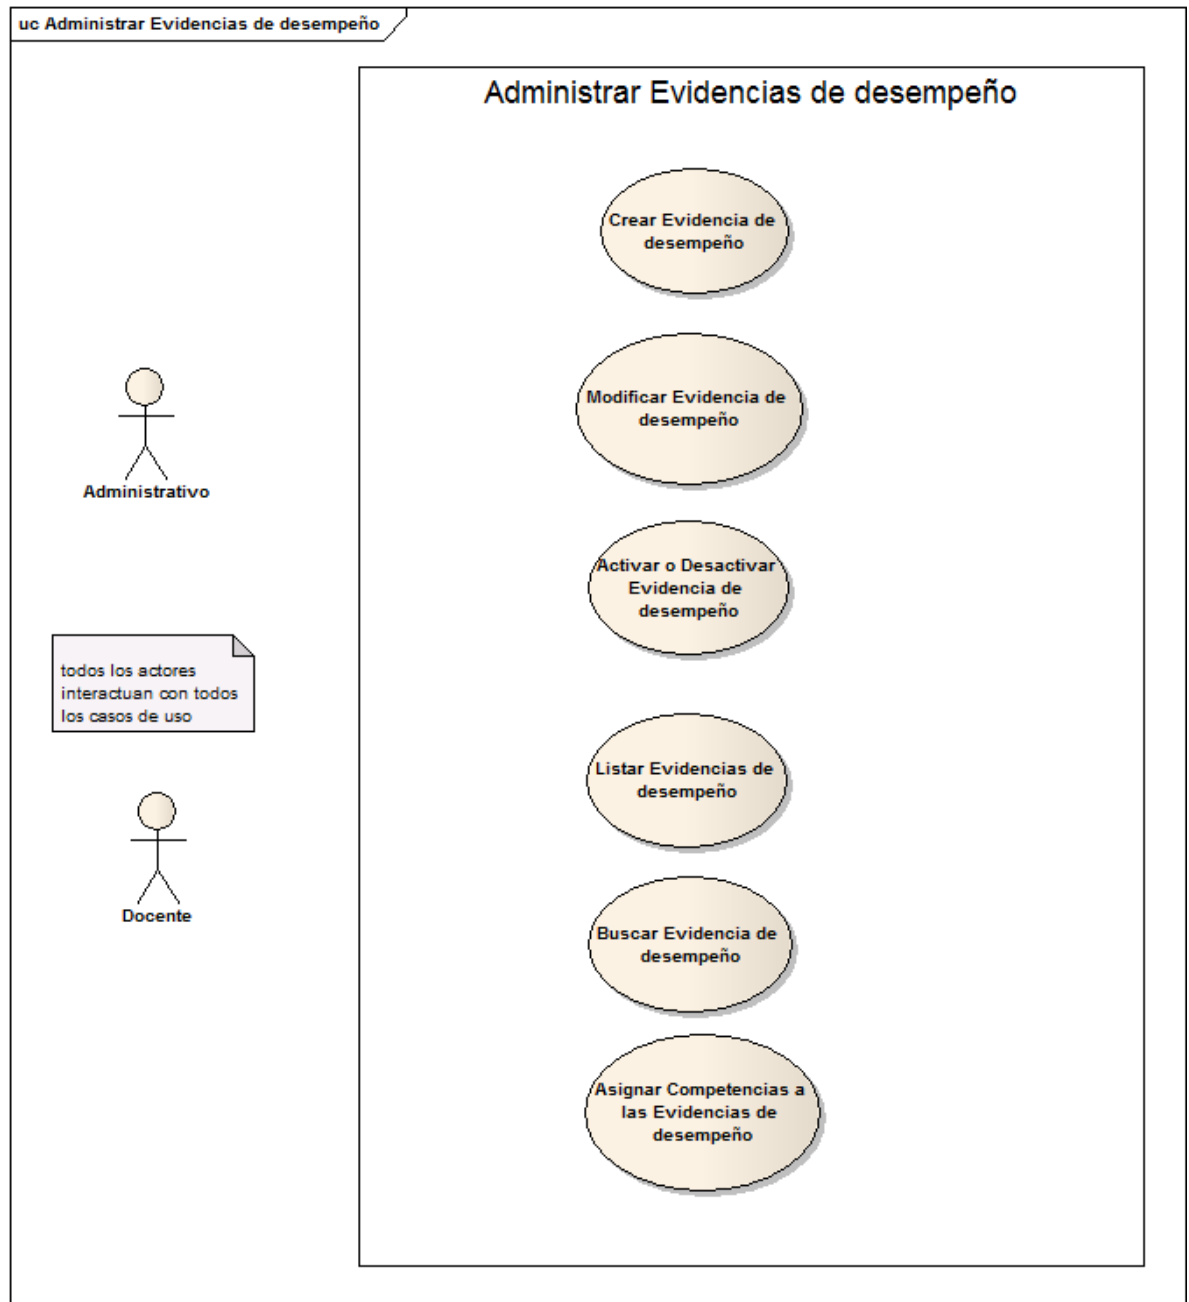 uc Administrar Evidencias de desempeño
Administrar Evidencias de desempeño
Crear Evidencia de
desempeño
Modificar Evidencia de
desempeño
Administrativo
Activar o Desactivar
Evidencia de
desempeño
todos los actores
interactuan con todos
los casos de uso
Listar Evidencias de
desempeño
Docente
Buscar Evidencia de
desempeño
Asignar Competencias a
las Evidencias de
desempeño